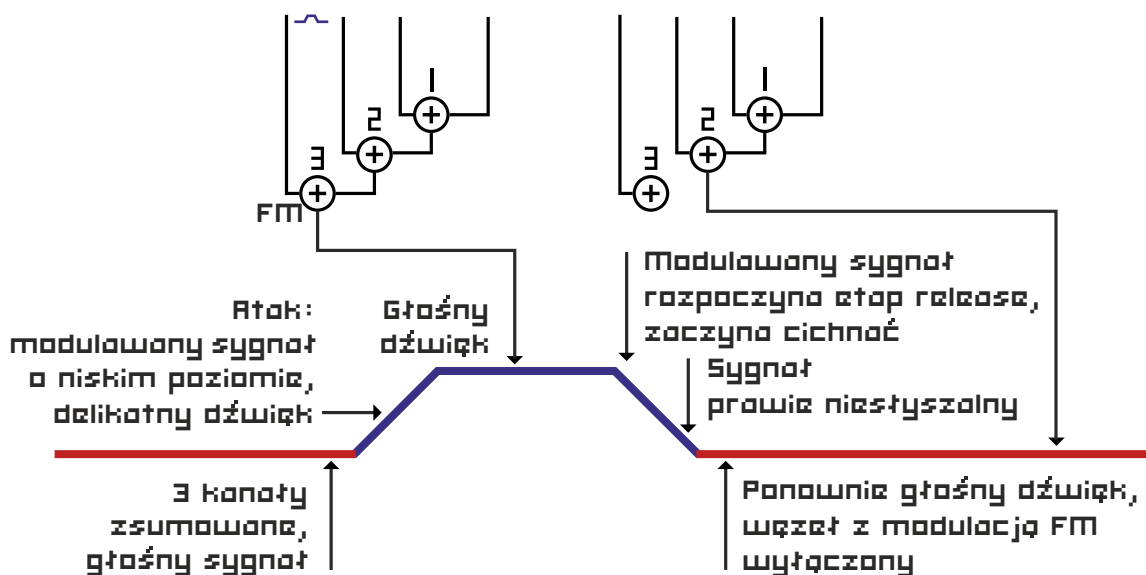 1
2
3
FM
1
2
3
Atak:
modulowany sygnał
o niskim poziomie,
delikatny dźwięk
Głośny
dźwięk
Modulowany sygnał
rozpoczyna etap release,
zaczyna cichnąć
Sygnał
prawie niesłyszalny
3 kanały
zsumowane,
głośny sygnał
Ponownie głośny dźwięk,
węzeł z modulacją FM
wyłączony